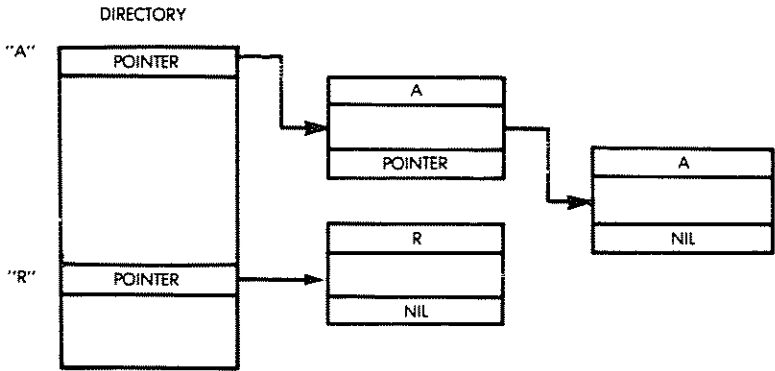 DIRECTORY
"A"
POINTER
A
POINTER
A
NIL
"R"
POINTER
R
NIL